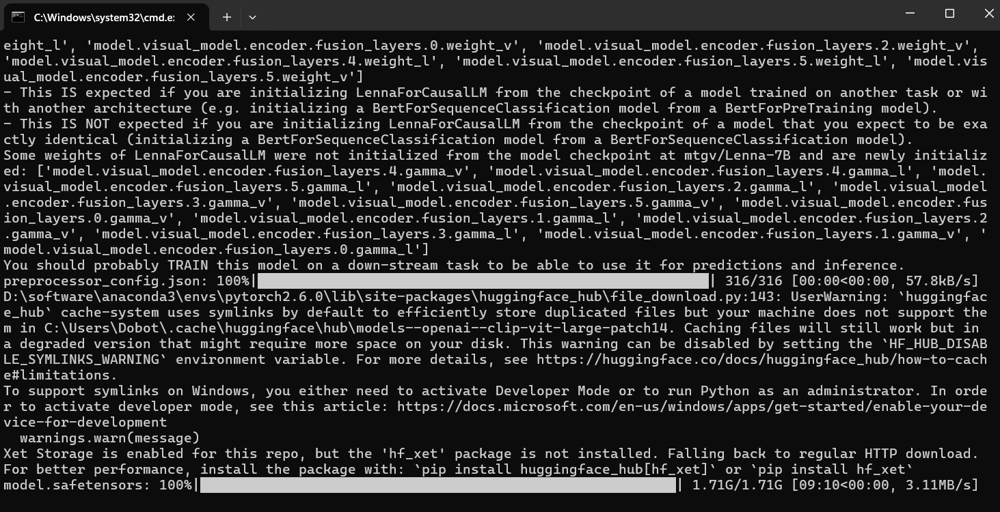 C:\Windows\system32\cmd.e
eight_l', 'model.visual_model.encoder.fusion_layers.0.weight_v', 'model.visual_model.encoder.fusion_layers.2.weight_v',
'model.visual_model.encoder.fusion_layers.4.weight_l', 'model.visual_model.encoder.fusion_layers.5.weight_l', 'model.vis
ual_model.encoder.fusion_layers.5.weight_v']
- This IS expected if you are initializing LennaForCausalLM from the checkpoint of a model trained on another task or wi
th another architecture (e.g. initializing a BertForSequenceClassification model from a BertForPreTraining model).
- This IS NOT expected if you are initializing LennaForCausalLM from the checkpoint of a model that you expect to be exa
ctly identical (initializing a BertForSequenceClassification model from a BertForSequenceClassification model).
Some weights of LennaForCausalLM were not initialized from the model checkpoint at mtgv/Lenna-7B and are newly initializ
ed: ['model.visual_model.encoder.fusion_layers.4.gamma_v', 'model.visual_model.encoder.fusion_layers.4.gamma_l', 'model.
visual_model.encoder.fusion_layers.5.gamma_l', 'model.visual_model.encoder.fusion_layers.2.gamma_l', 'model.visual_model
.encoder.fusion_layers.3.gamma_v', 'model.visual_model.encoder.fusion_layers.5.gamma_v', 'model.visual_model.encoder.fus
ion_layers.0.gamma_v', 'model.visual_model.encoder.fusion_layers.1.gamma_l', 'model.visual_model.encoder.fusion_layers.2
.gamma_v', 'model.visual_model.encoder.fusion_layers.3.gamma_l', 'model.visual_model.encoder.fusion_layers.1.gamma_v', '
model.visual_model.encoder.fusion_layers.0.gamma_l']
You should probably TRAIN this model on a down-stream task to be able to use it for predictions and inference.
preprocessor_config.json: 100%| | 316/316 [00:00<00:00, 57.8kB/s]
D:\software\anaconda3\envs\pytorch2.6.0\lib\site-packages\huggingface_hub\file_download.py:143: UserWarning: `huggingfac
e_hub` cache-system uses symlinks by default to efficiently store duplicated files but your machine does not support the
m in C:\Users\Dobot\.cache\huggingface\hub\models--openai--clip-vit-large-patch14. Caching files will still work but in
a degraded version that might require more space on your disk. This warning can be disabled by setting the `HF_HUB_DISAB
LE_SYMLINKS_WARNING` environment variable. For more details, see https://huggingface.co/docs/huggingface_hub/how-to-cach
e#limitations.
To support symlinks on Windows, you either need to activate Developer Mode or to run Python as an administrator. In orde
r to activate developer mode, see this article: https://docs.microsoft.com/en-us/windows/apps/get-started/enable-your-de
vice-for-development
  warnings.warn(message)
Xet Storage is enabled for this repo, but the 'hf_xet' package is not installed. Falling back to regular HTTP download.
For better performance, install the package with: `pip install huggingface_hub[hf_xet]` or `pip install hf_xet`
model.safetensors: 100%| | 1.71G/1.71G [09:10<00:00, 3.11MB/s]